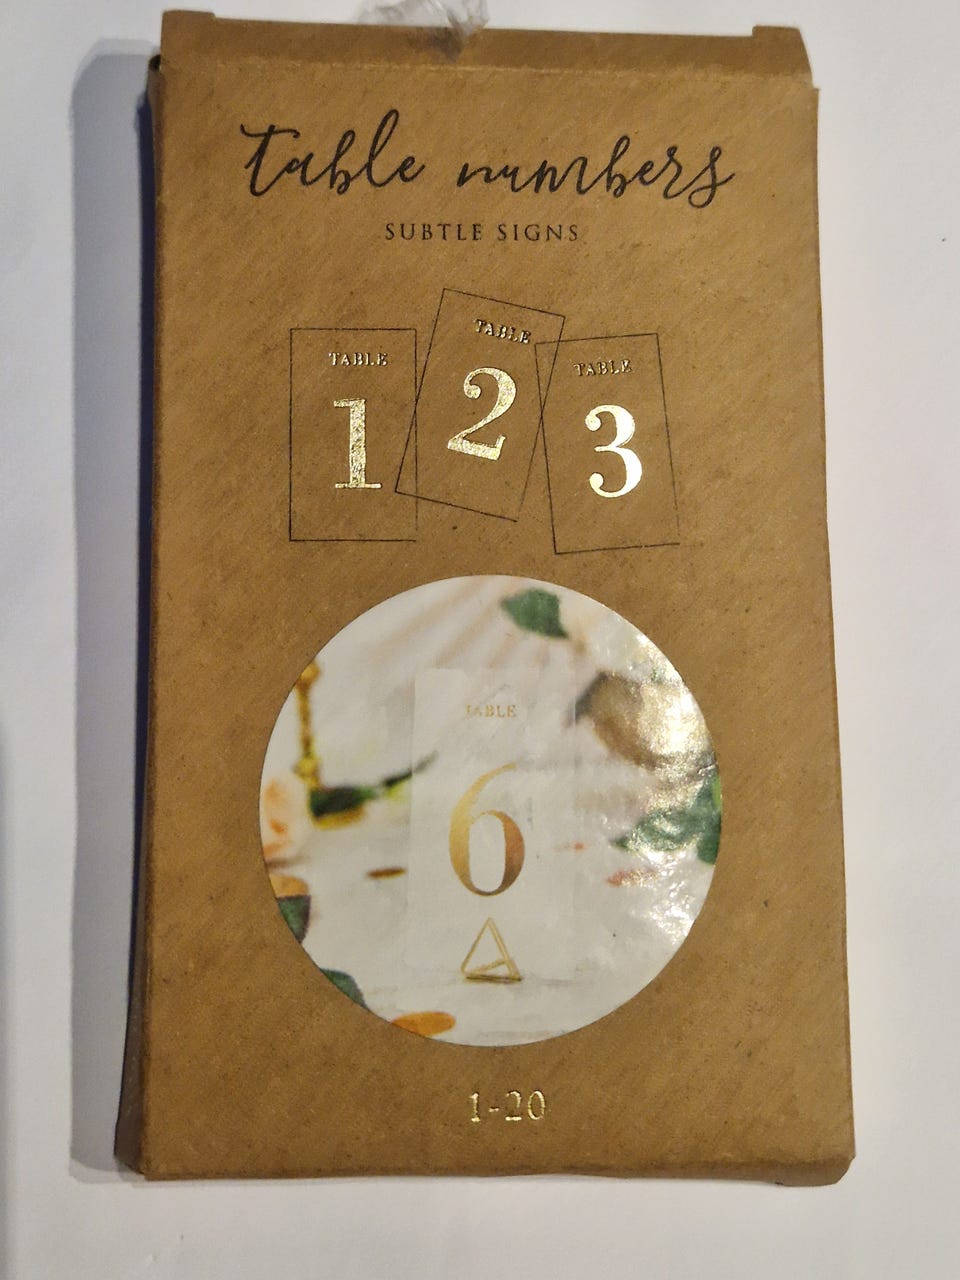 table numbers
SUBTLE SIGNS
TABLE
1
TABLE
2
TABLE
3
TABLE
6
1-20